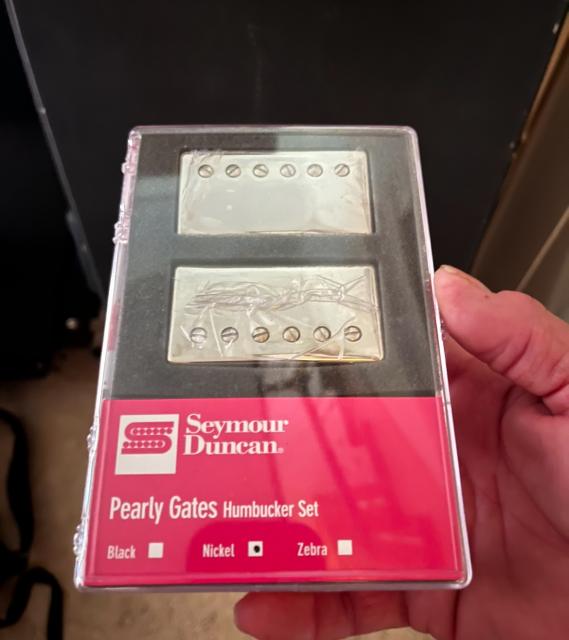 Seymour
Duncan®
Pearly Gates Humbucker Set
Black Nickel Zebra